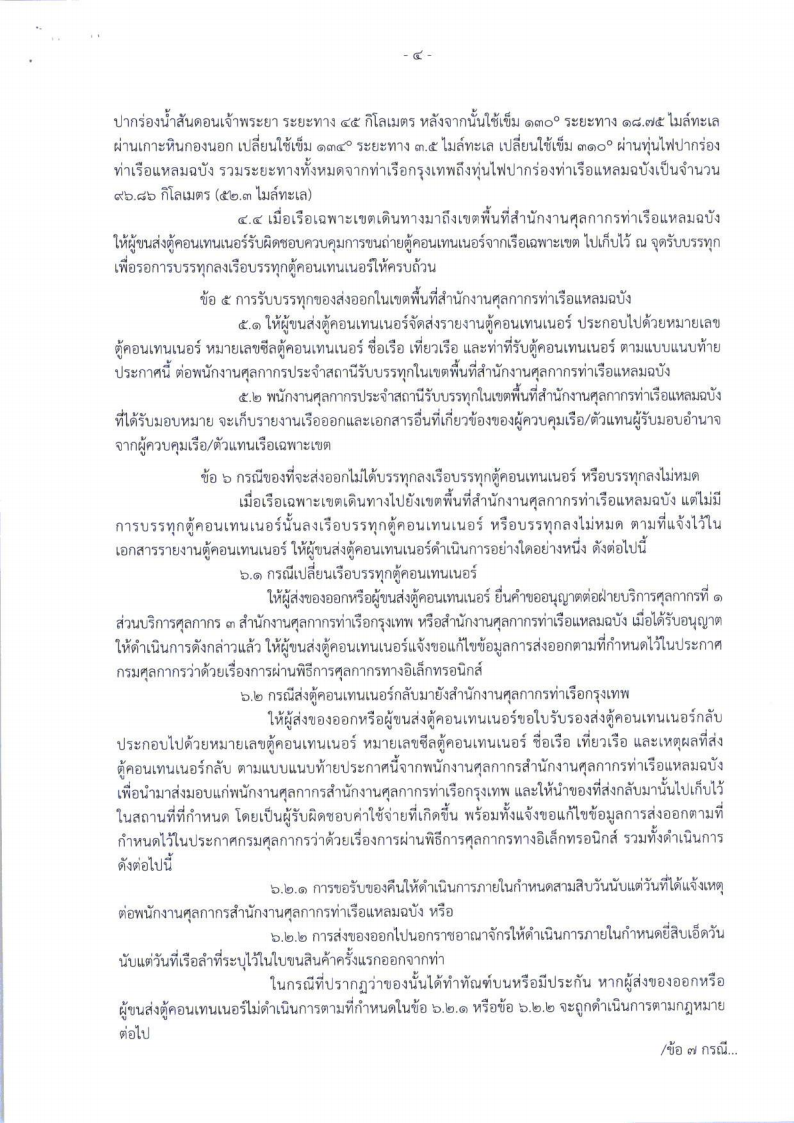 - ๔ -
ปากร่องน้ำสันดอนเจ้าพระยา ระยะทาง ๔๕ กิโลเมตร หลังจากนั้นใช้เข็ม ๑๓๐° ระยะทาง ๑๘.๗๕ ไมล์ทะเล
ผ่านเกาะหินกองนอก เปลี่ยนใช้เข็ม ๑๓๔° ระยะทาง ๓.๕ ไมล์ทะเล เปลี่ยนใช้เข็ม ๓๑๐° ผ่านทุ่นไฟปากร่อง
ท่าเรือแหลมฉบัง รวมระยะทางทั้งหมดจากท่าเรือกรุงเทพถึงทุ่นไฟปากร่องท่าเรือแหลมฉบังเป็นจำนวน
๙๖.๘๖ กิโลเมตร (๕๒.๓ ไมล์ทะเล)
๔.๔ เมื่อเรือเฉพาะเขตเดินทางมาถึงเขตพื้นที่สำนักงานศุลกากรท่าเรือแหลมฉบัง
ให้ผู้ขนส่งตู้คอนเทนเนอร์รับผิดชอบควบคุมการขนถ่ายตู้คอนเทนเนอร์จากเรือเฉพาะเขต ไปเก็บไว้ ณ จุดรับบรรทุก
เพื่อรอการบรรทุกลงเรือบรรทุกตู้คอนเทนเนอร์ให้ครบถ้วน
ข้อ ๕ การรับบรรทุกของส่งออกในเขตพื้นที่สำนักงานศุลกากรท่าเรือแหลมฉบัง
๕.๑ ให้ผู้ขนส่งตู้คอนเทนเนอร์จัดส่งรายงานตู้คอนเทนเนอร์ ประกอบไปด้วยหมายเลข
ตู้คอนเทนเนอร์ หมายเลขซีลตู้คอนเทนเนอร์ ชื่อเรือ เที่ยวเรือ และท่าที่รับตู้คอนเทนเนอร์ ตามแบบแนบท้าย
ประกาศนี้ ต่อพนักงานศุลกากรประจำสถานีรับบรรทุกในเขตพื้นที่สำนักงานศุลกากรท่าเรือแหลมฉบัง
๕.๒ พนักงานศุลกากรประจำสถานีรับบรรทุกในเขตพื้นที่สำนักงานศุลกากรท่าเรือแหลมฉบัง
ที่ได้รับมอบหมาย จะเก็บรายงานเรือออกและเอกสารอื่นที่เกี่ยวข้องของผู้ควบคุมเรือ/ตัวแทนผู้รับมอบอำนาจ
จากผู้ควบคุมเรือ/ตัวแทนเรือเฉพาะเขต
ข้อ ๖ กรณีของที่จะส่งออกไม่ได้บรรทุกลงเรือบรรทุกตู้คอนเทนเนอร์ หรือบรรทุกลงไม่หมด
เมื่อเรือเฉพาะเขตเดินทางไปยังเขตพื้นที่สำนักงานศุลกากรท่าเรือแหลมฉบัง แต่ไม่มี
การบรรทุกตู้คอนเทนเนอร์นั้นลงเรือบรรทุกตู้คอนเทนเนอร์ หรือบรรทุกลงไม่หมด ตามที่แจ้งไว้ใน
เอกสารรายงานตู้คอนเทนเนอร์ ให้ผู้ขนส่งตู้คอนเทนเนอร์ดำเนินการอย่างใดอย่างหนึ่ง ดังต่อไปนี้
๖.๑ กรณีเปลี่ยนเรือบรรทุกตู้คอนเทนเนอร์
ให้ผู้ส่งของออกหรือผู้ขนส่งตู้คอนเทนเนอร์ ยื่นคำขออนุญาตต่อฝ่ายบริการศุลกากรที่ ๑
ส่วนบริการศุลกากร ๓ สำนักงานศุลกากรท่าเรือกรุงเทพ หรือสำนักงานศุลกากรท่าเรือแหลมฉบัง เมื่อได้รับอนุญาต
ให้ดำเนินการดังกล่าวแล้ว ให้ผู้ขนส่งตู้คอนเทนเนอร์แจ้งขอแก้ไขข้อมูลการส่งออกตามที่กำหนดไว้ในประกาศ
กรมศุลกากรว่าด้วยเรื่องการผ่านพิธีการศุลกากรทางอิเล็กทรอนิกส์
๖.๒ กรณีส่งตู้คอนเทนเนอร์กลับมายังสำนักงานศุลกากรท่าเรือกรุงเทพ
ให้ผู้ส่งของออกหรือผู้ขนส่งตู้คอนเทนเนอร์ขอใบรับรองส่งตู้คอนเทนเนอร์กลับ
ประกอบไปด้วยหมายเลขตู้คอนเทนเนอร์ หมายเลขซีลตู้คอนเทนเนอร์ ชื่อเรือ เที่ยวเรือ และเหตุผลที่ส่ง
ตู้คอนเทนเนอร์กลับ ตามแบบแนบท้ายประกาศนี้จากพนักงานศุลกากรสำนักงานศุลกากรท่าเรือแหลมฉบัง
เพื่อนำมาส่งมอบแก่พนักงานศุลกากรสำนักงานศุลกากรท่าเรือกรุงเทพ และให้นำของที่ส่งกลับมานั้นไปเก็บไว้
ในสถานที่ที่กำหนด โดยเป็นผู้รับผิดชอบค่าใช้จ่ายที่เกิดขึ้น พร้อมทั้งแจ้งขอแก้ไขข้อมูลการส่งออกตามที่
กำหนดไว้ในประกาศกรมศุลกากรว่าด้วยเรื่องการผ่านพิธีการศุลกากรทางอิเล็กทรอนิกส์ รวมทั้งดำเนินการ
ดังต่อไปนี้
๖.๒.๑ การขอรับของคืนให้ดำเนินการภายในกำหนดสามสิบวันนับแต่วันที่ได้แจ้งเหตุ
ต่อพนักงานศุลกากรสำนักงานศุลกากรท่าเรือแหลมฉบัง หรือ
๖.๒.๒ การส่งของออกไปนอกราชอาณาจักรให้ดำเนินการภายในกำหนดยี่สิบเอ็ดวัน
นับแต่วันที่เรือลำที่ระบุไว้ในใบขนสินค้าครั้งแรกออกจากท่า
ในกรณีที่ปรากฏว่าของนั้นได้ทำทัณฑ์บนหรือมีประกัน หากผู้ส่งของออกหรือ
ผู้ขนส่งตู้คอนเทนเนอร์ไม่ดำเนินการตามที่กำหนดในข้อ ๖.๒.๑ หรือข้อ ๖.๒.๒ จะถูกดำเนินการตามกฎหมาย
ต่อไป
/ข้อ ๗ กรณี...